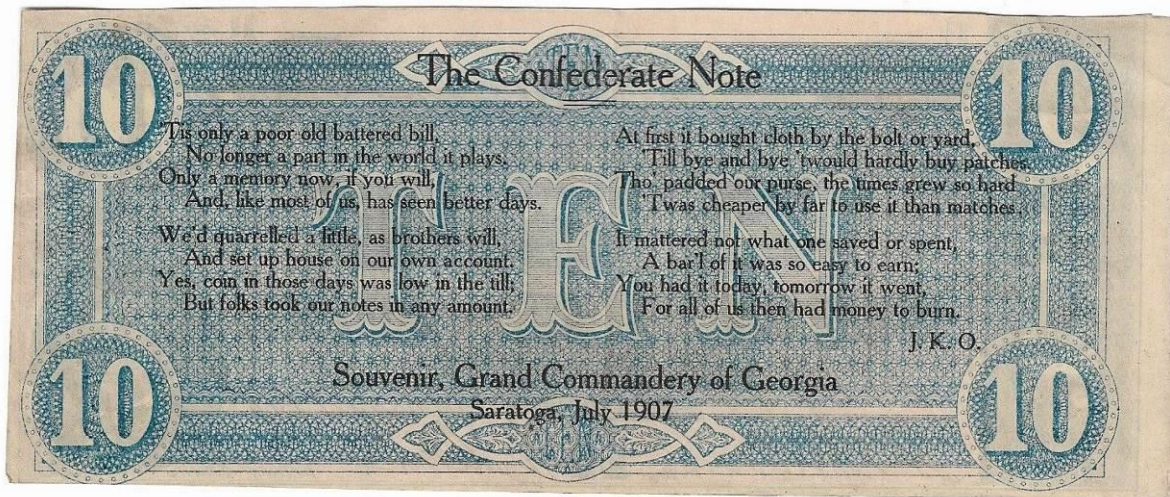 10
10
TEN
The Confederate Note
'Tis only a poor old battered bill,
No longer a part in the world it plays.
Only a memory now, if you will,
And, like most of us, has seen better days.
We'd quarrelled a little, as brothers will,
And set up house on our own account.
Yes, coin in those days was low in the till;
But folks took our notes in any amount.
At first it bought cloth by the bolt or yard,
'Till bye and bye 'twould hardly buy patches.
Tho' padded our purse, the times grew so hard
'Twas cheaper by far to use it than matches.
It mattered not what one saved or spent,
A bar'l of it was so easy to earn;
You had it today, tomorrow it went,
For all of us then had money to burn.
J. K. O.
TEN
Souvenir, Grand Commandery of Georgia
Saratoga, July 1907
10
10
TEN